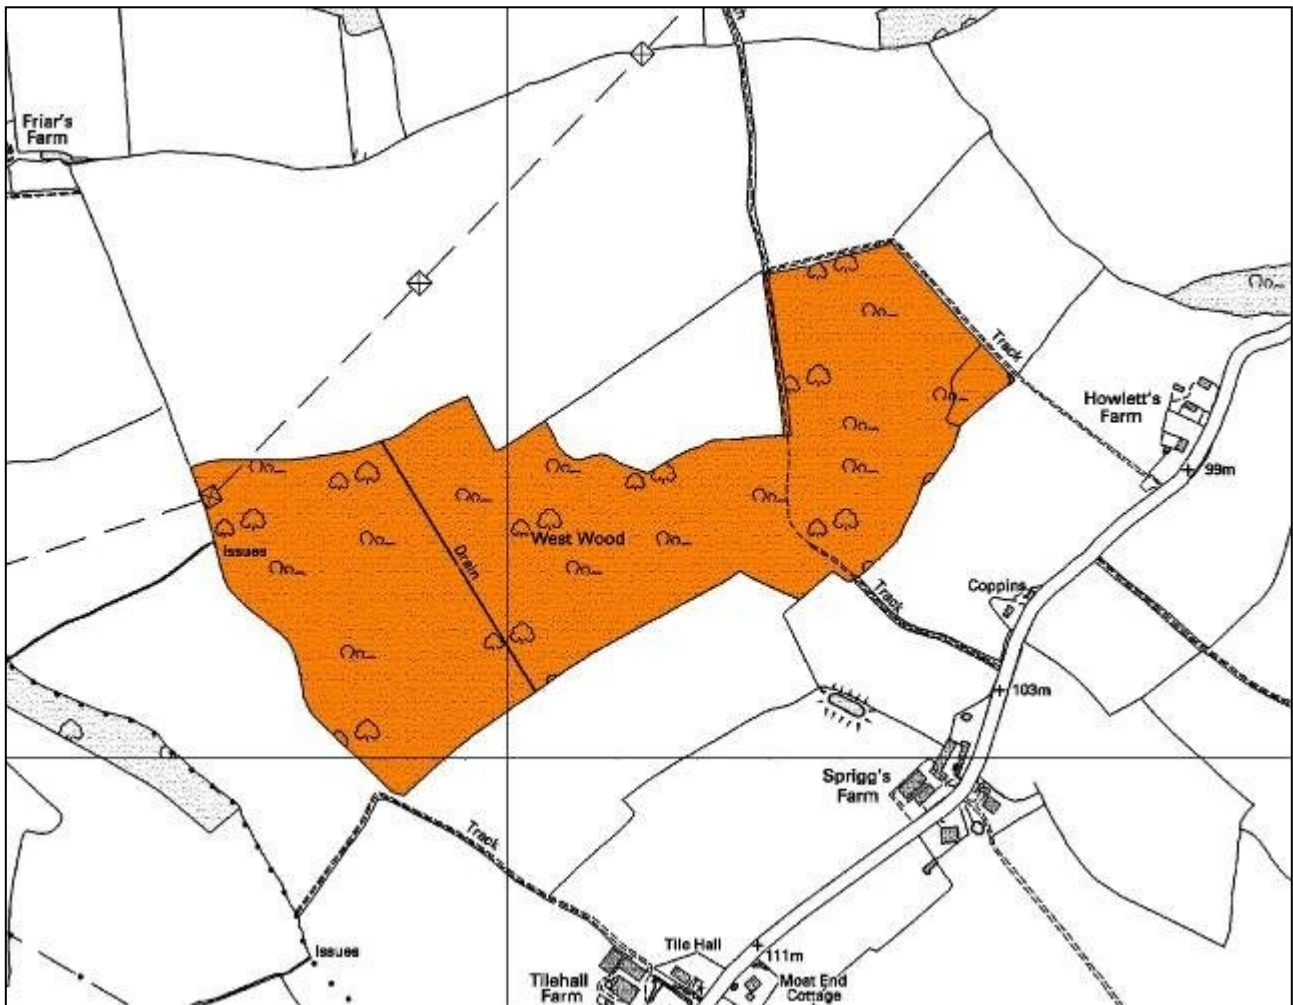 Friar's
Farm
Track
Howlett's
Farm
99m
West Wood
Issues
Drain
Coppins
Track
103m
Sprigg's
Farm
Track
Tile Hall
Issues
111m
Tilehall
Farm
Moat End
Cottage